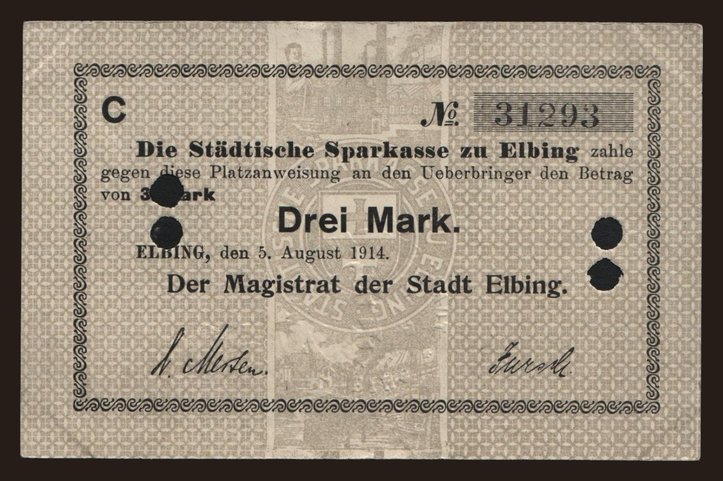 C
№. 31293
Die Städtische Sparkasse zu Elbing zahle
gegen diese Platzanweisung an den Ueberbringer den Betrag
von 3 Mark
Drei Mark.
ELBING, den 5. August 1914.
Der Magistrat der Stadt Elbing.